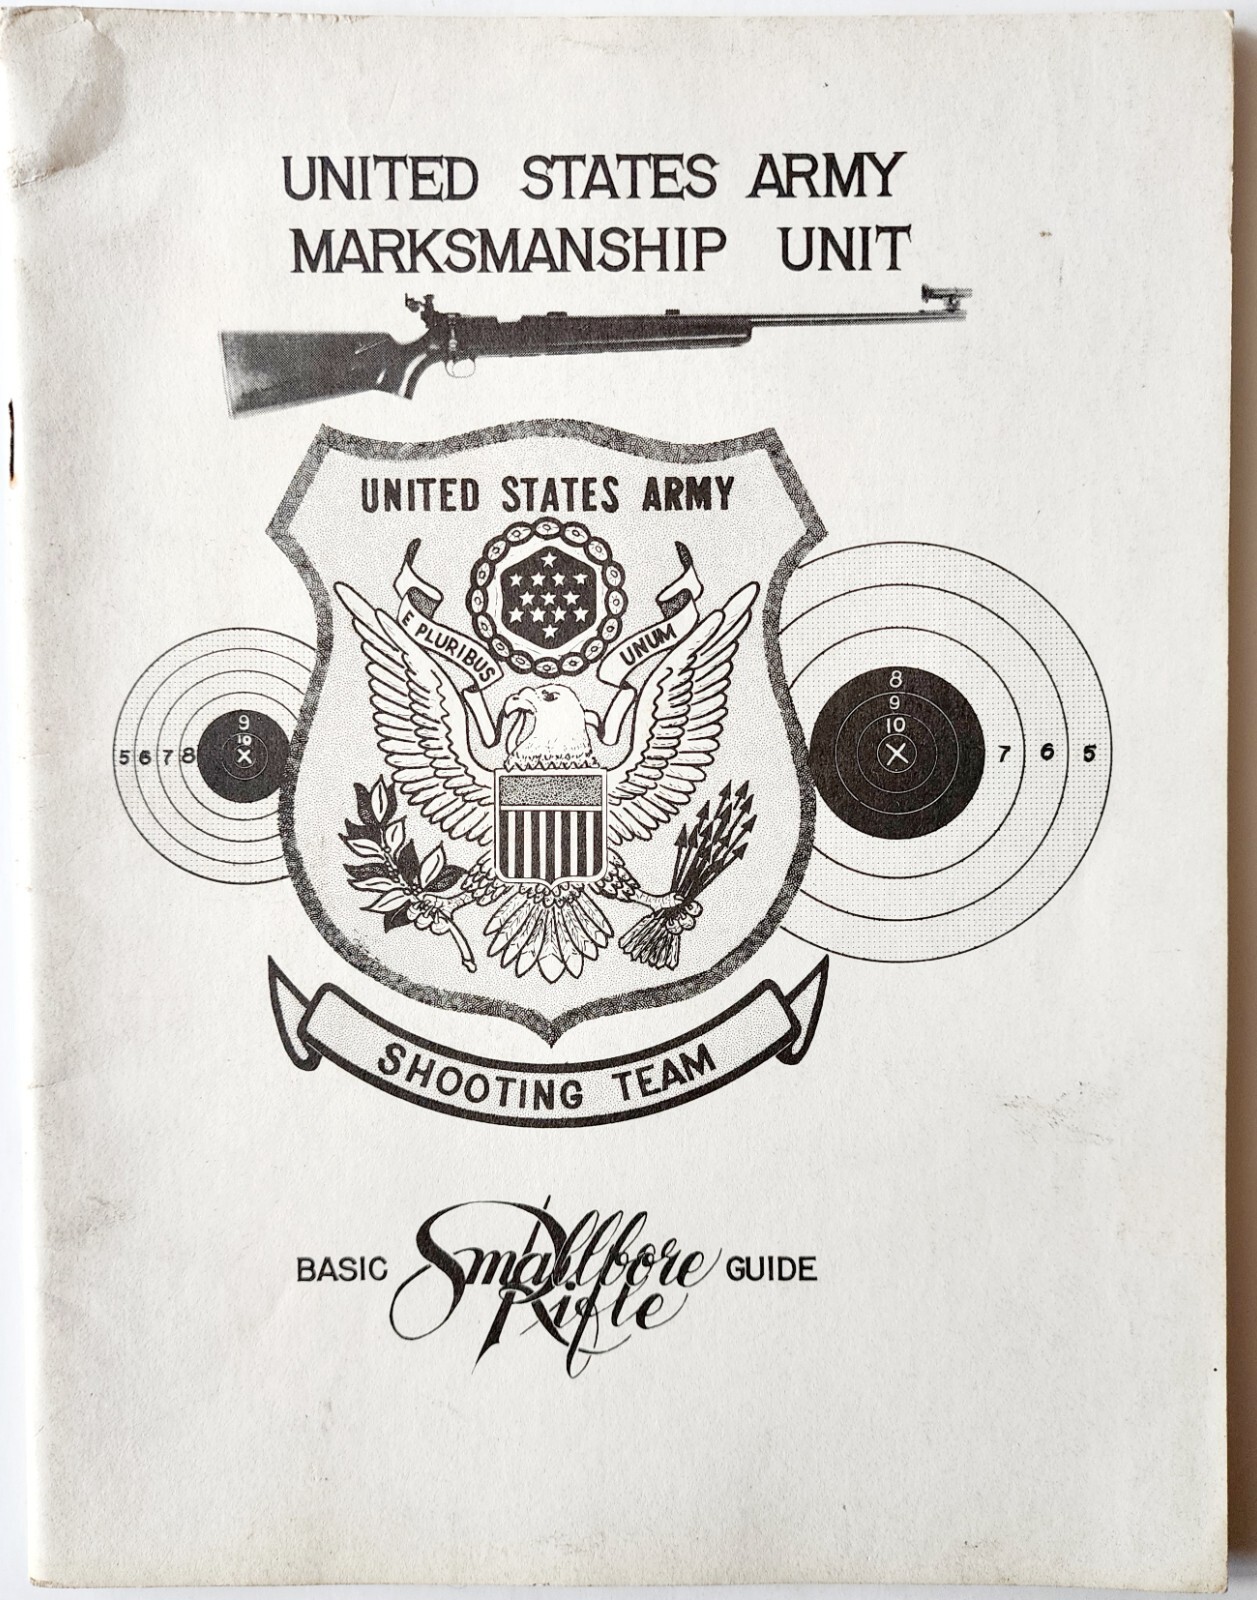 UNITED STATES ARMY
MARKSMANSHIP UNIT
UNITED STATES ARMY
E PLURIBUS UNUM
9
10
5 6 7 8 X
8
9
10
X 7 6 5
SHOOTING TEAM
BASIC Smallbore GUIDE
Rifle